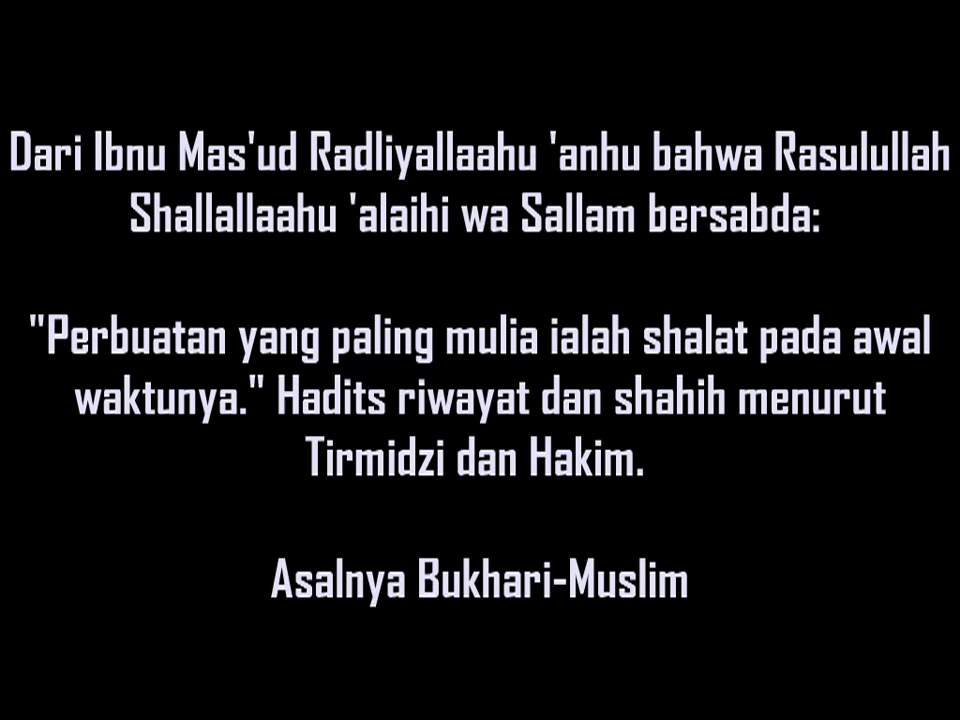 Dari Ibnu Mas'ud Radliyallaahu 'anhu bahwa Rasulullah
Shallallaahu 'alaihi wa Sallam bersabda:
"Perbuatan yang paling mulia ialah shalat pada awal
waktunya." Hadits riwayat dan shahih menurut
Tirmidzi dan Hakim.
Asalnya Bukhari-Muslim